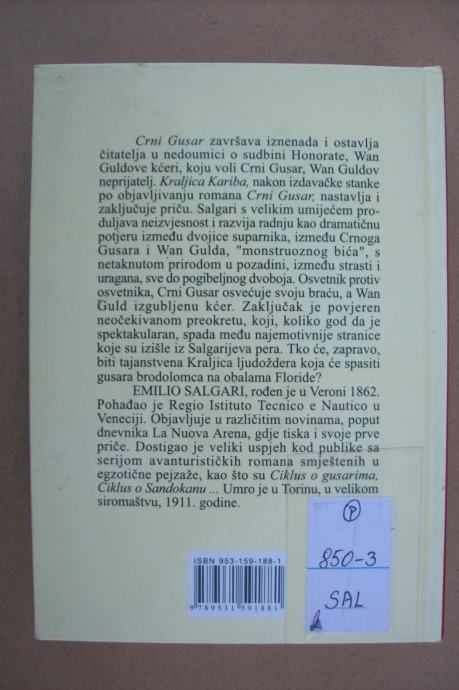 Crni Gusar završava iznenada i ostavlja
čitatelja u nedoumici o sudbini Honorate, Wan
Guldove kćeri, koju voli Crni Gusar, Wan Guldov
neprijatelj. Kraljica Kariba, nakon izdavačke stanke
po objavljivanju romana Crni Gusar, nastavlja i
zaključuje priču. Salgari s velikim umijećem pro-
duljava neizvjesnost i razvija radnju kao dramatičnu
potjeru između dvojice suparnika, između Crnoga
Gusara i Wan Gulda, "monstruoznog bića", s
netaknutom prirodom u pozadini, između strasti i
uragana, sve do pogibeljnog dvoboja. Osvetnik protiv
osvetnika, Crni Gusar osvećuje svoju braću, a Wan
Guld izgubljenu kćer. Zaključak je povjeren
neočekivanom preokretu, koji, koliko god da je
spektakularan, spada među najemotivnije stranice
koje su izišle iz Salgarijeva pera. Tko će, zapravo,
biti tajanstvena Kraljica ljudoždera koja će spasiti
gusara brodolomca na obalama Floride?
EMILIO SALGARI, rođen je u Veroni 1862.
Pohađao je Regio Istituto Tecnico e Nautico u
Veneciji. Objavljuje u različitim novinama, poput
dnevnika La Nuova Arena, gdje tiska i svoje prve
priče. Dostigao je veliki uspjeh kod publike sa
serijom avanturističkih romana smještenih u
egzotične pejzaže, kao što su Ciklus o gusarima,
Ciklus o Sandokanu ... Umro je u Torinu, u velikom
siromaštvu, 1911. godine.
ISBN 953-159-188-1
9789531591881
P
850-3
SAL